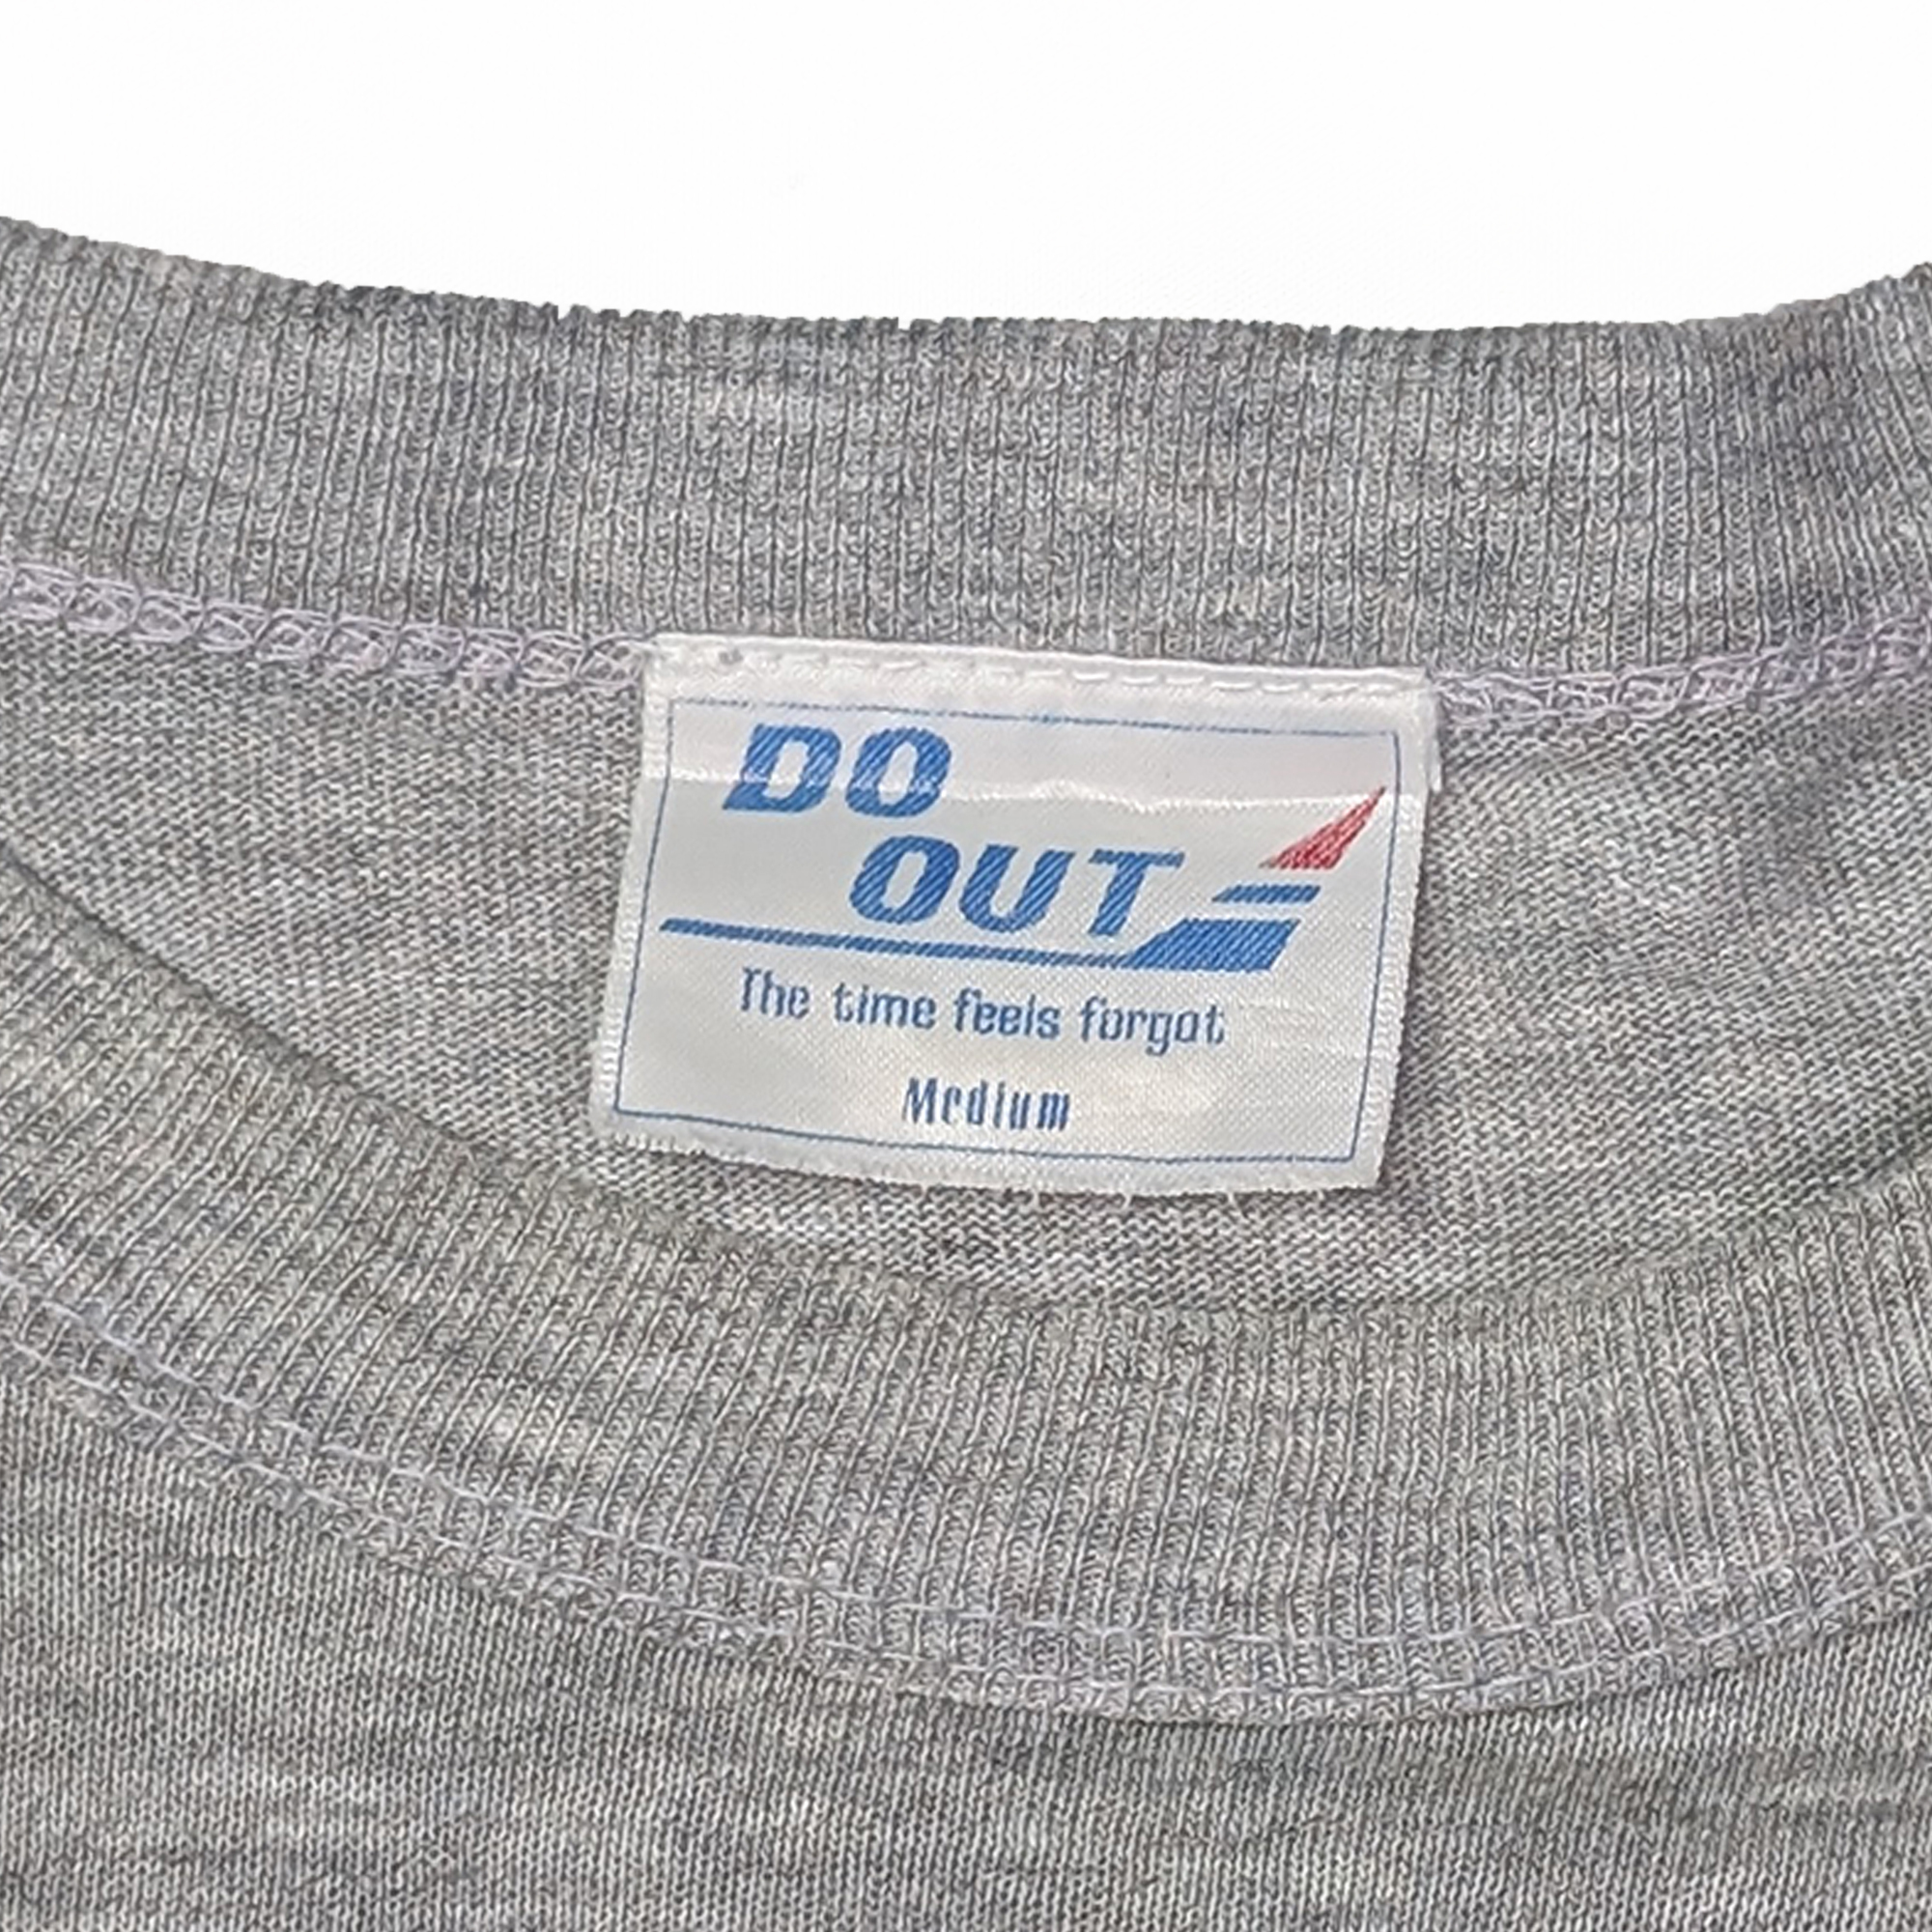 DO
OUT
The time feels forgot
Medium